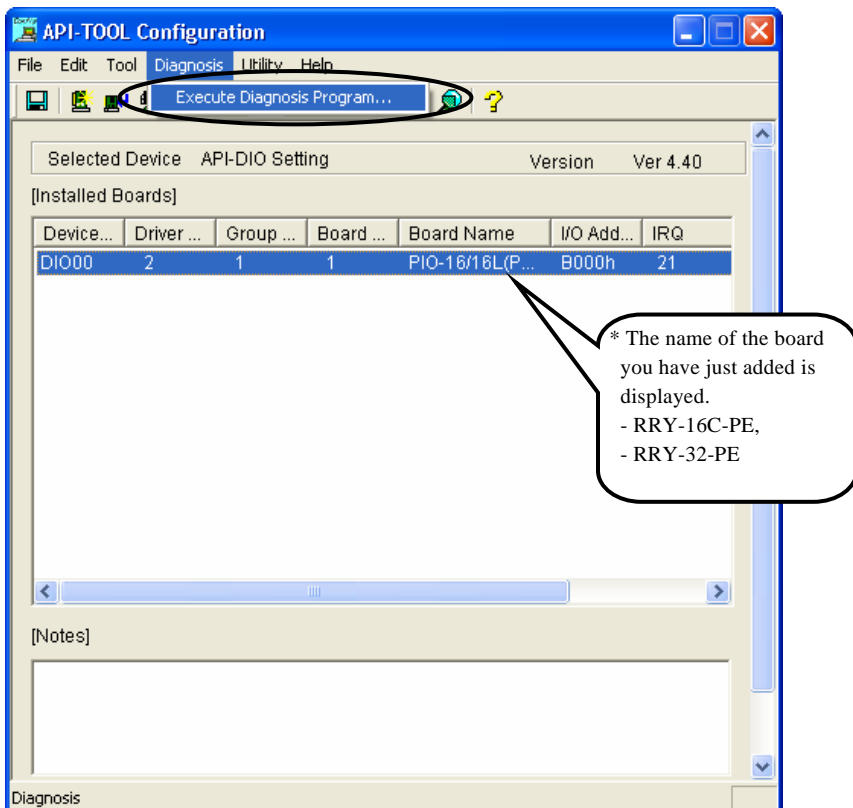 API-TOOL Configuration
File Edit Tool Diagnosis Utility Help
Execute Diagnosis Program...
Selected Device API-DIO Setting Version Ver 4.40
[Installed Boards]
Device... Driver ... Group ... Board ... Board Name I/O Add... IRQ
DIO00 2 1 1 PIO-16/16L(P... B000h 21
* The name of the board
you have just added is
displayed.
- RRY-16C-PE,
- RRY-32-PE
[Notes]
Diagnosis